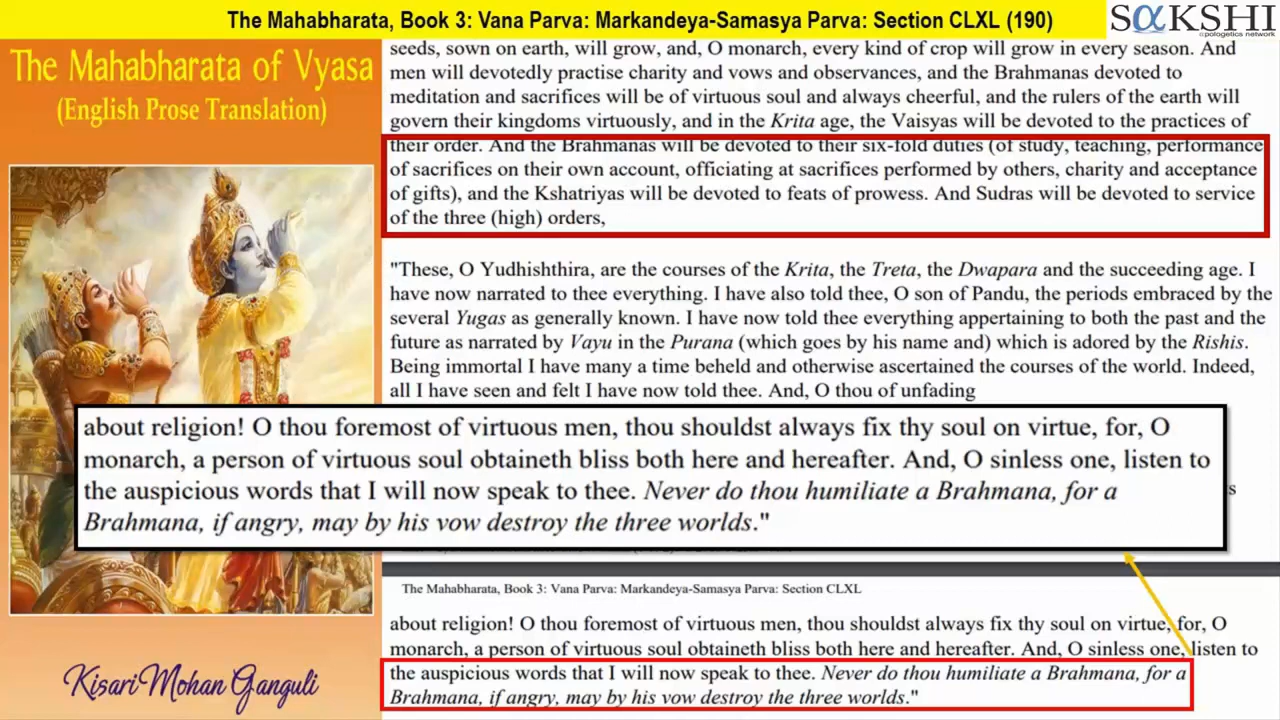 The Mahabharata, Book 3: Vana Parva: Markandeya-Samasya Parva: Section CLXL (190)
SαKSHI
apologetics network
The Mahabharata of Vyasa
(English Prose Translation)
KisariMohan Ganguli
seeds, sown on earth, will grow, and, O monarch, every kind of crop will grow in every season. And
men will devotedly practise charity and vows and observances, and the Brahmanas devoted to
meditation and sacrifices will be of virtuous soul and always cheerful, and the rulers of the earth will
govern their kingdoms virtuously, and in the Krita age, the Vaisyas will be devoted to the practices of
their order. And the Brahmanas will be devoted to their six-fold duties (of study, teaching, performance
of sacrifices on their own account, officiating at sacrifices performed by others, charity and acceptance
of gifts), and the Kshatriyas will be devoted to feats of prowess. And Sudras will be devoted to service
of the three (high) orders,
"These, O Yudhishthira, are the courses of the Krita, the Treta, the Dwapara and the succeeding age. I
have now narrated to thee everything. I have also told thee, O son of Pandu, the periods embraced by the
several Yugas as generally known. I have now told thee everything appertaining to both the past and the
future as narrated by Vayu in the Purana (which goes by his name and) which is adored by the Rishis.
Being immortal I have many a time beheld and otherwise ascertained the courses of the world. Indeed,
all I have seen and felt I have now told thee. And, O thou of unfading
about religion! O thou foremost of virtuous men, thou shouldst always fix thy soul on virtue, for, O
monarch, a person of virtuous soul obtaineth bliss both here and hereafter. And, O sinless one, listen to
the auspicious words that I will now speak to thee. Never do thou humiliate a Brahmana, for a
Brahmana, if angry, may by his vow destroy the three worlds."
The Mahabharata, Book 3: Vana Parva: Markandeya-Samasya Parva: Section CLXL
about religion! O thou foremost of virtuous men, thou shouldst always fix thy soul on virtue, for, O
monarch, a person of virtuous soul obtaineth bliss both here and hereafter. And, O sinless one, listen to
the auspicious words that I will now speak to thee. Never do thou humiliate a Brahmana, for a
Brahmana, if angry, may by his vow destroy the three worlds."